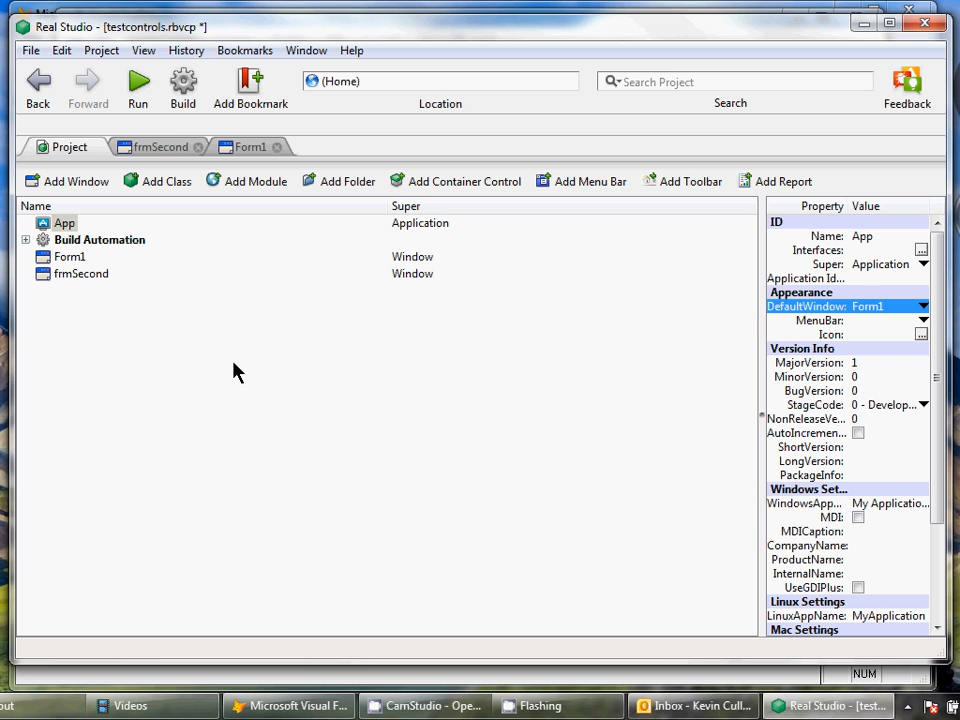 Real Studio - [testcontrols.rbvcp *]
File Edit Project View History Bookmarks Window Help
(Home) Search Project
Back Forward Run Build Add Bookmark Location Search Feedback
Project frmSecond Form1
Add Window Add Class Add Module Add Folder Add Container Control Add Menu Bar Add Toolbar Add Report
Name Super Property Value
App Application
Build Automation
Form1 Window
frmSecond Window
ID
Name: App
Interfaces: ...
Super: Application
Application Id...
Appearance
DefaultWindow: Form1
MenuBar:
Icon: ...
Version Info
MajorVersion: 1
MinorVersion: 0
BugVersion: 0
StageCode: 0 - Develop...
NonReleaseVe... 0
AutoIncremen...
ShortVersion:
LongVersion:
PackageInfo:
Windows Set...
WindowsApp... My Applicatio...
MDI:
MDICaption:
CompanyName:
ProductName:
InternalName:
UseGDIPlus:
Linux Settings
LinuxAppName: MyApplication
Mac Settings
NUM
out Videos Microsoft Visual F... CamStudio - Ope... Flashing Inbox - Kevin Cull... Real Studio - [test...